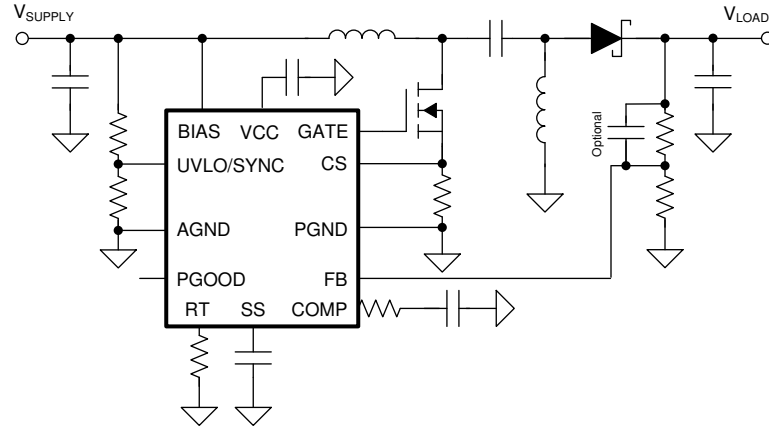 VSUPPLY
VLOAD
BIAS VCC GATE
UVLO/SYNC CS
Optional
AGND PGND
PGOOD FB
RT SS COMP